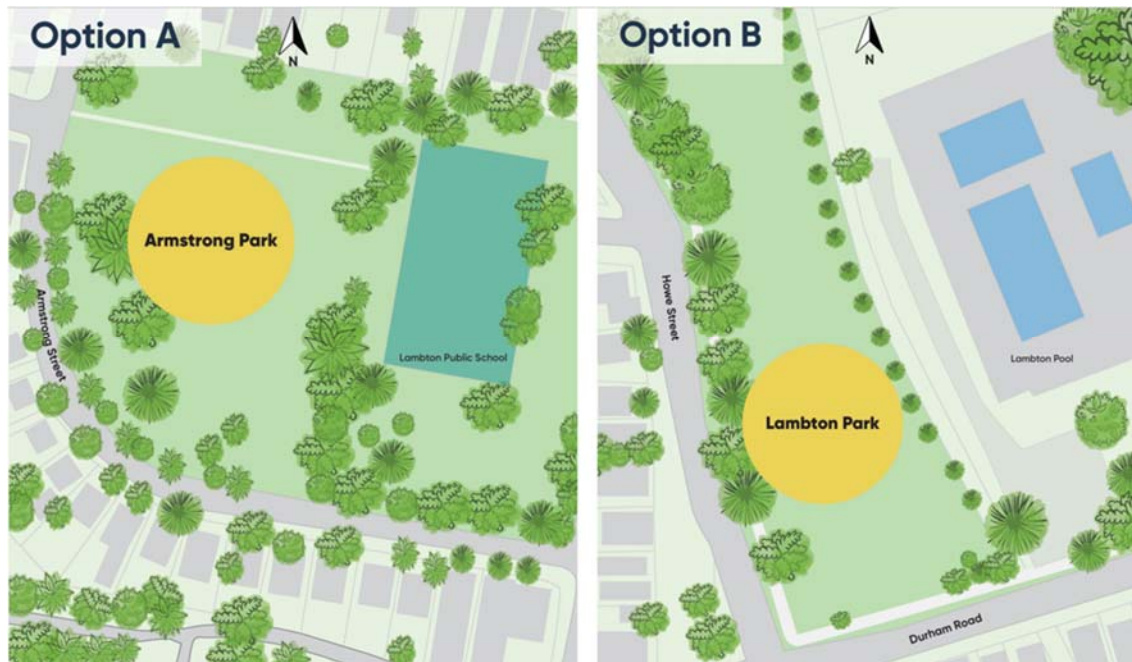 Option A
N
Armstrong Park
Armstrong Street
Lambton Public School
Option B
N
Howe Street
Lambton Pool
Lambton Park
Durham Road